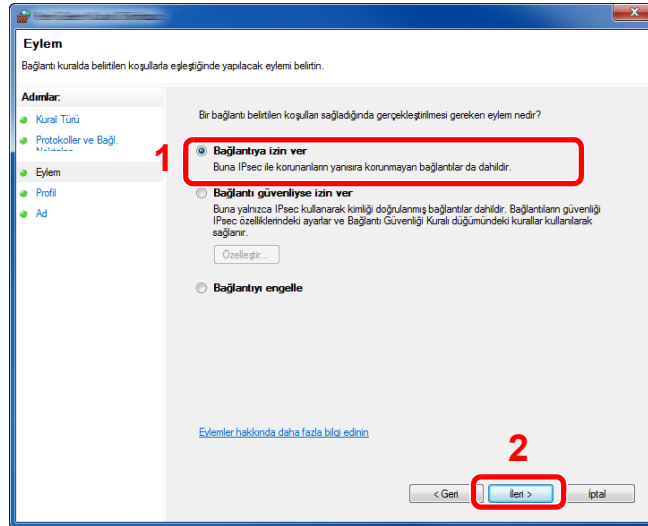 Eylem
Bağlantı kuralda belirtilen koşullarla eşleştiğinde yapılacak eylemi belirtin.
Adımlar:
Kural Türü
Protokoller ve Bağl.
Eylem
Profil
Ad
Bir bağlantı belirtilen koşulları sağladığında gerçekleştirilmesi gereken eylem nedir?
1
Bağlantıya izin ver
Buna IPsec ile korunanların yanısıra korunmayan bağlantılar da dahildir.
Bağlantı güvenliyse izin ver
Buna yalnızca IPsec kullanarak kimliği doğrulanmış bağlantılar dahildir. Bağlantıların güvenliği
IPsec özelliklerindeki ayarlar ve Bağlantı Güvenliği Kuralı düğümündeki kurallar kullanılarak
sağlanır.
Özelleştir...
Bağlantıyı engelle
Eylemler hakkında daha fazla bilgi edinin
2
< Geri
İleri >
İptal